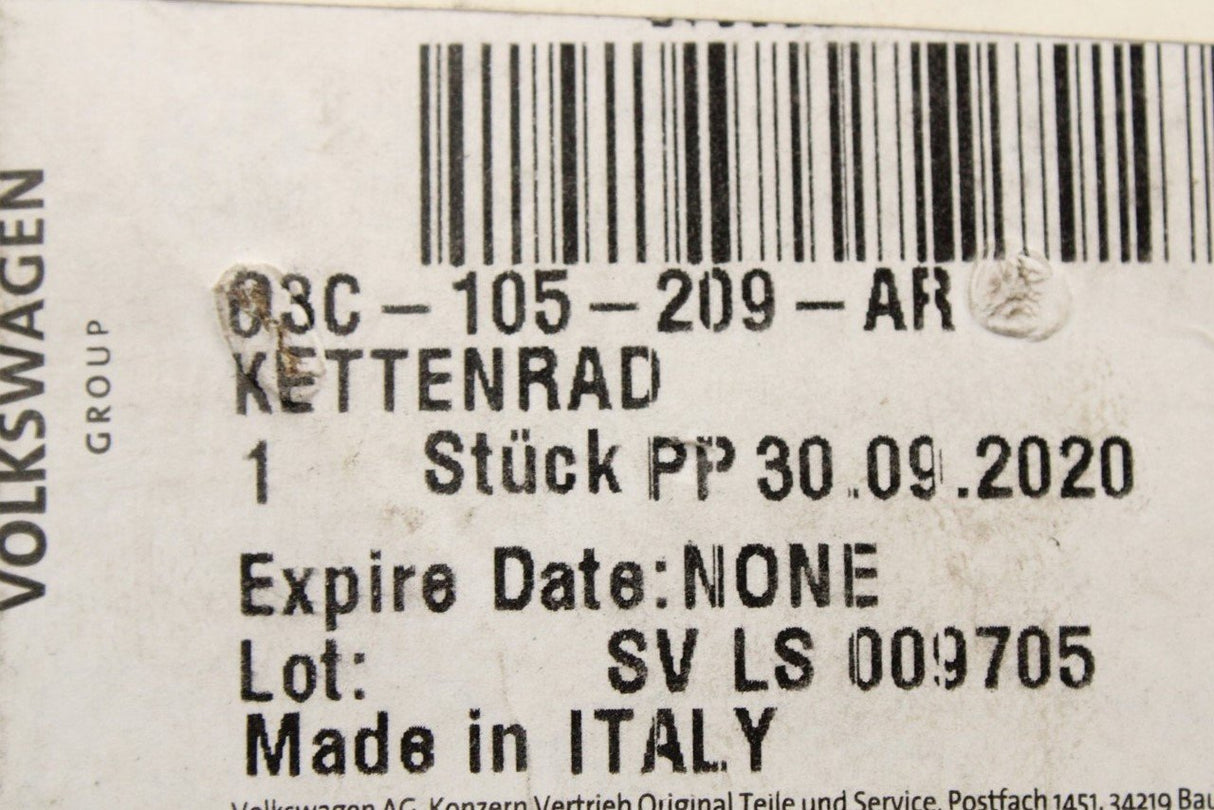 VOLKSWAGEN
GROUP
03C-105-209-AR
KETTENRAD
1 Stück PP 30.09.2020
Expire Date:NONE
Lot: SV LS 009705
Made in ITALY
Volkswagen AG, Konzern Vertrieb Original Teile und Service, Postfach 1451, 34219